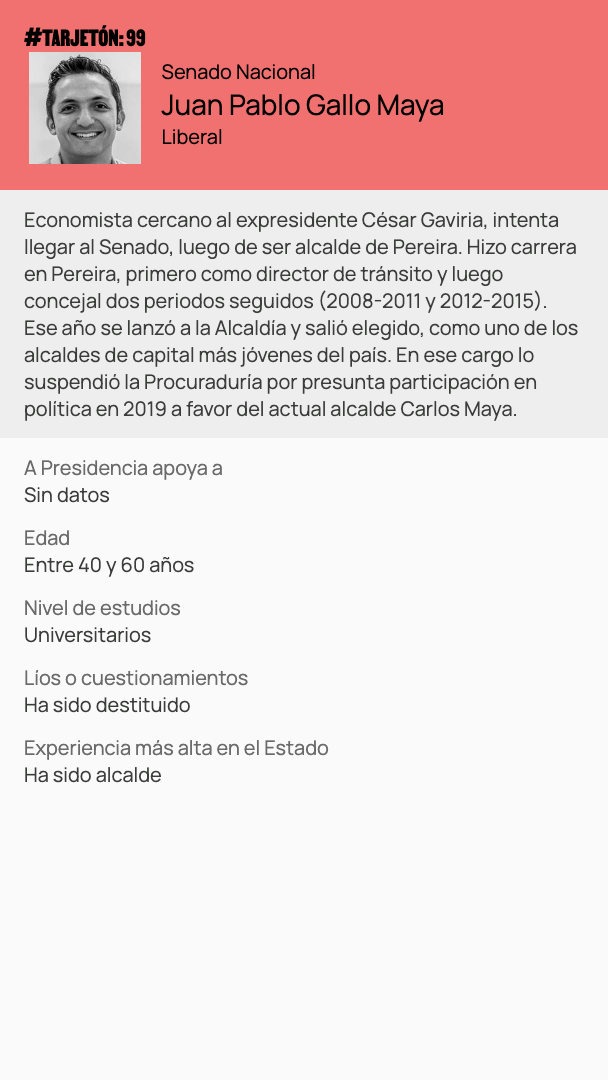 #TARJETÓN: 99
Senado Nacional
Juan Pablo Gallo Maya
Liberal
Economista cercano al expresidente César Gaviria, intenta
llegar al Senado, luego de ser alcalde de Pereira. Hizo carrera
en Pereira, primero como director de tránsito y luego
concejal dos periodos seguidos (2008-2011 y 2012-2015).
Ese año se lanzó a la Alcaldía y salió elegido, como uno de los
alcaldes de capital más jóvenes del país. En ese cargo lo
suspendió la Procuraduría por presunta participación en
política en 2019 a favor del actual alcalde Carlos Maya.
A Presidencia apoya a
Sin datos
Edad
Entre 40 y 60 años
Nivel de estudios
Universitarios
Líos o cuestionamientos
Ha sido destituido
Experiencia más alta en el Estado
Ha sido alcalde